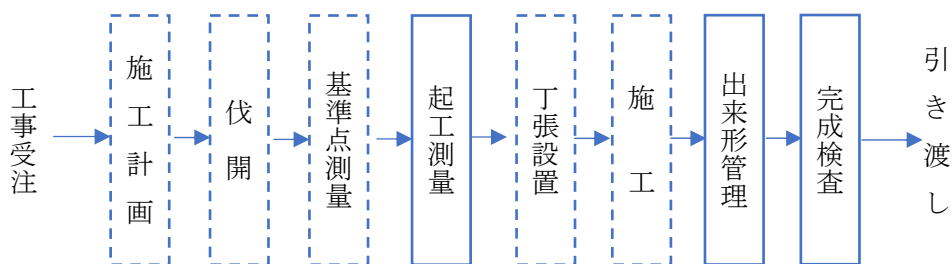 工事受注
施工計画
伐開
基準点測量
起工測量
丁張設置
施工
出来形管理
完成検査
引き渡し